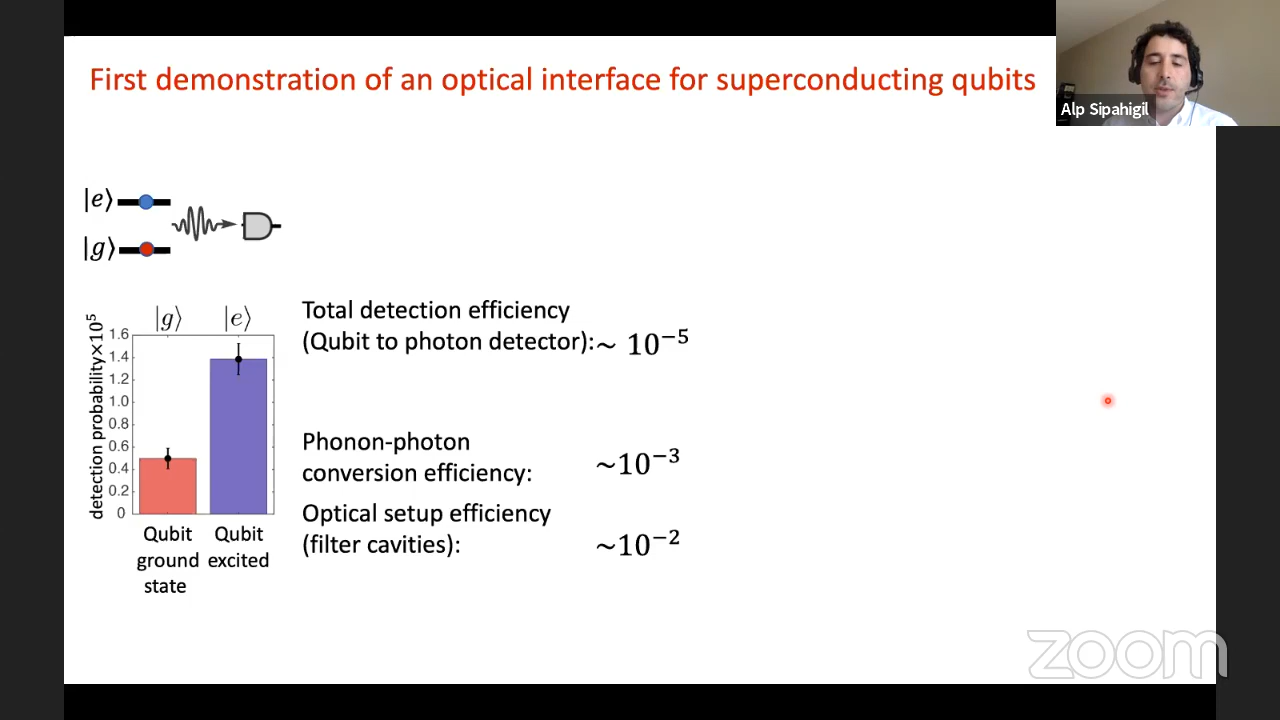 First demonstration of an optical interface for superconducting qubits
Alp Sipahigil
|e⟩
|g⟩
|g⟩ |e⟩
detection probability×10⁵
1.6
1.4
1.2
1.0
0.8
0.6
0.4
0.2
0
Qubit ground state
Qubit excited
Total detection efficiency
(Qubit to photon detector):~ 10⁻⁵
Phonon-photon
conversion efficiency: ~10⁻³
Optical setup efficiency
(filter cavities): ~10⁻²
zoom